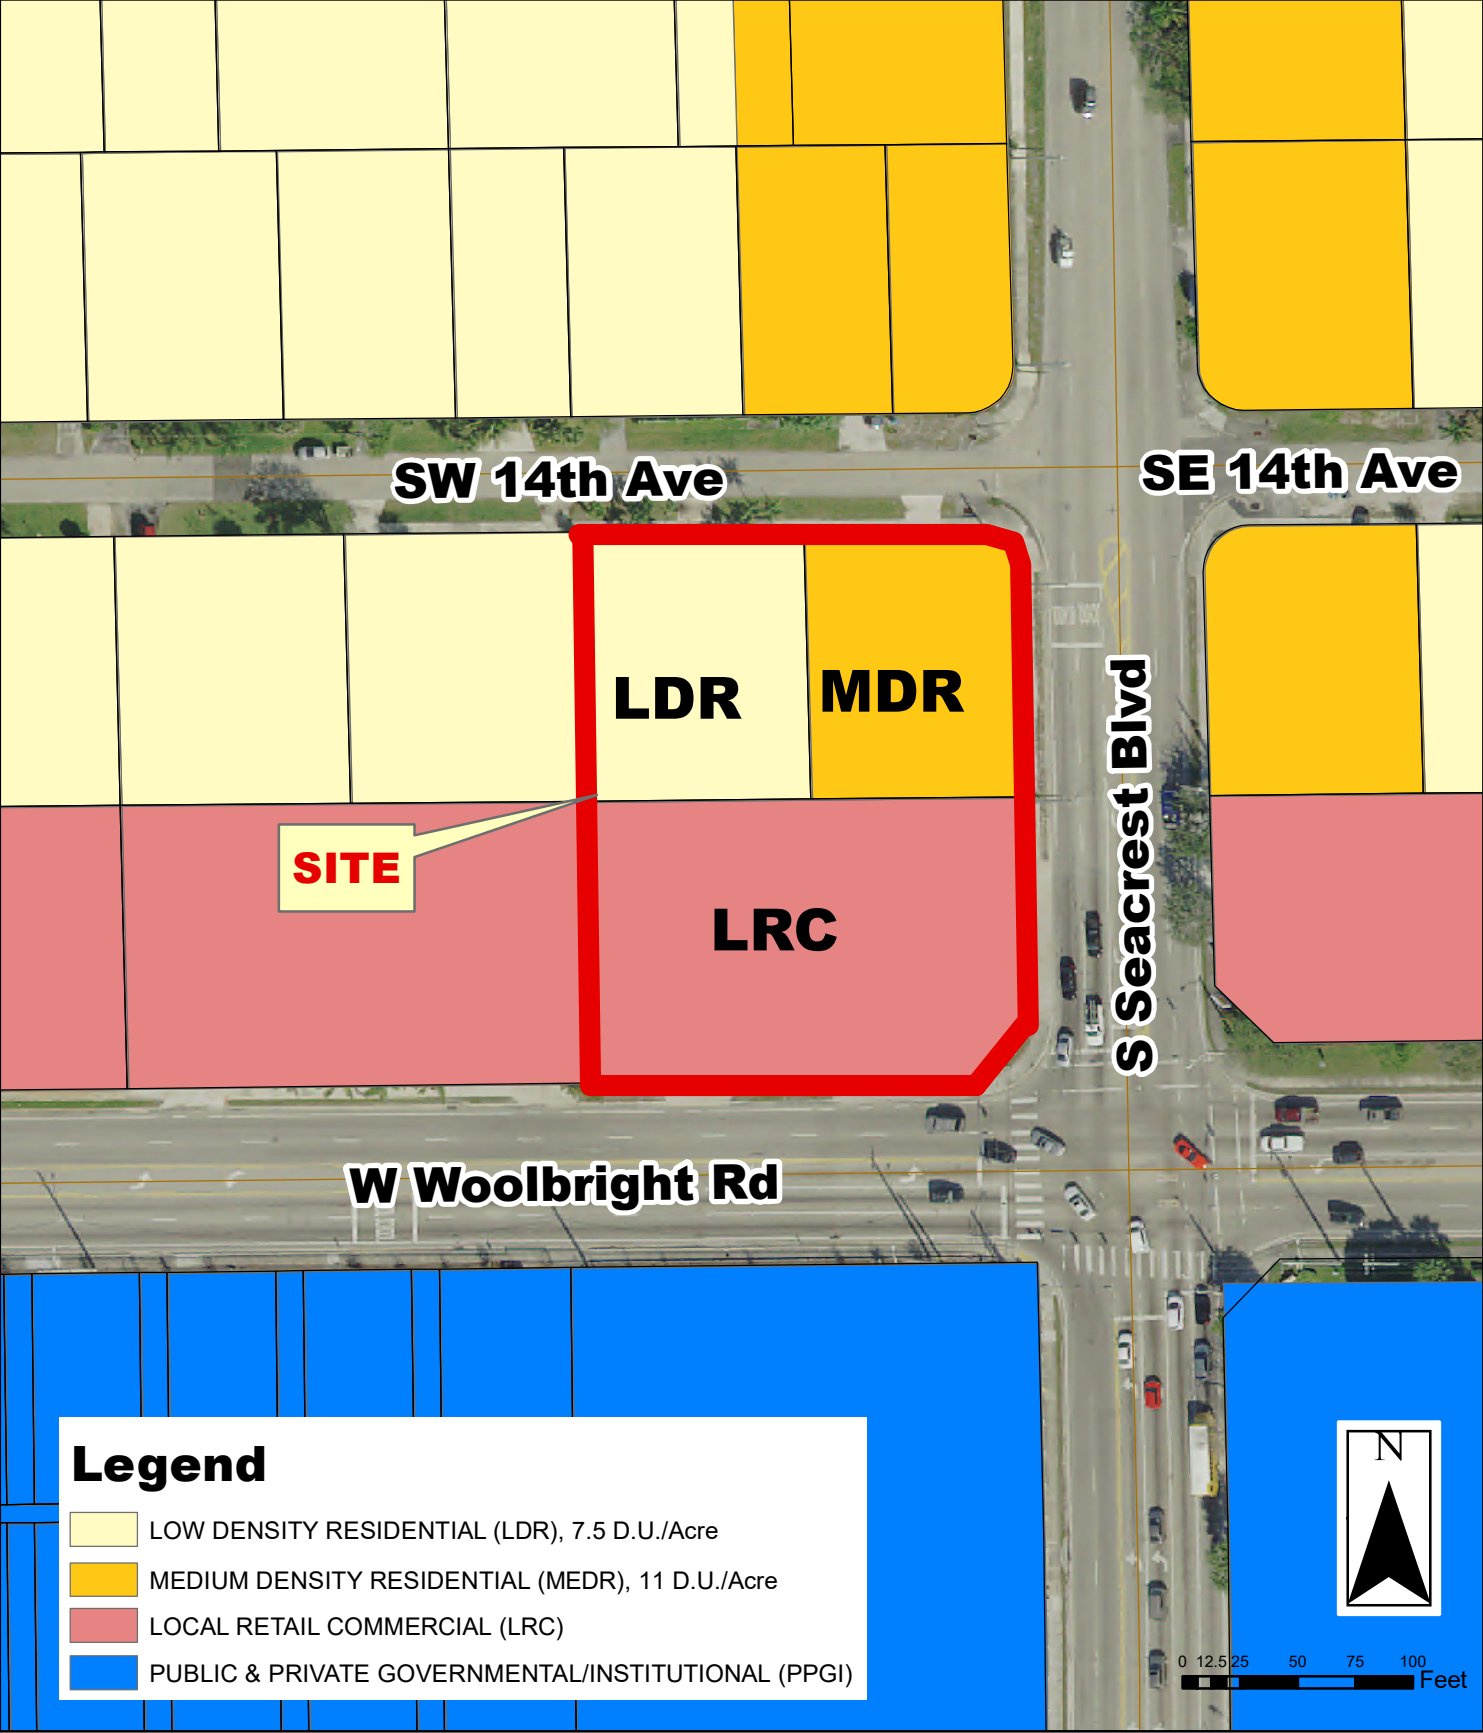 SW 14th Ave
SE 14th Ave
LDR
MDR
S Seacrest Blvd
SITE
LRC
W Woolbright Rd
Legend
LOW DENSITY RESIDENTIAL (LDR), 7.5 D.U./Acre
MEDIUM DENSITY RESIDENTIAL (MEDR), 11 D.U./Acre
LOCAL RETAIL COMMERCIAL (LRC)
PUBLIC & PRIVATE GOVERNMENTAL/INSTITUTIONAL (PPGI)
N
0 12.5 25 50 75 100
Feet